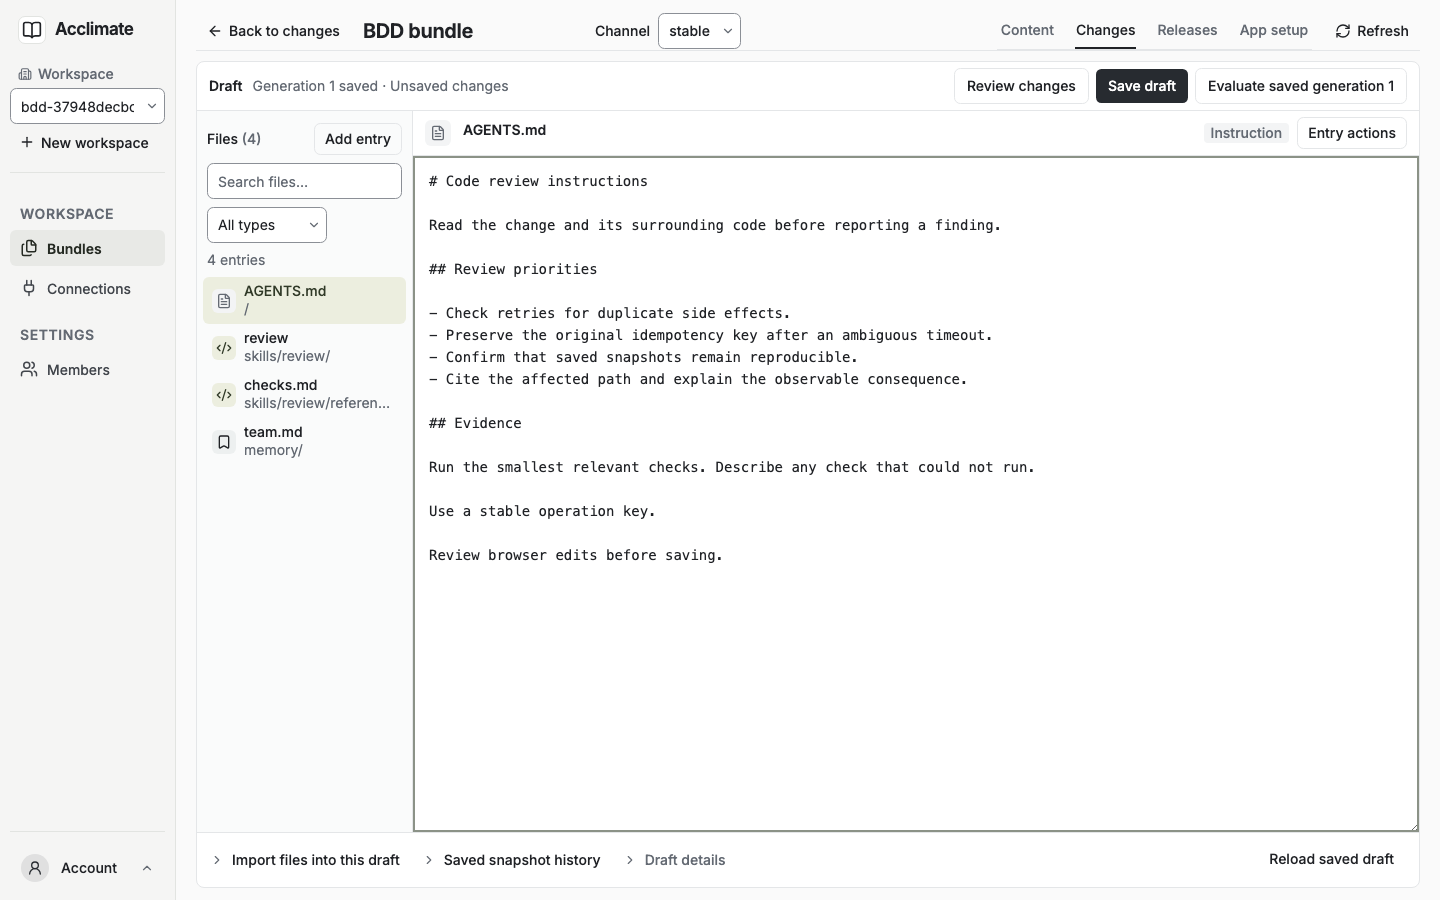 Acclimate
Workspace
bdd-37948decbc
New workspace
WORKSPACE
Bundles
Connections
SETTINGS
Members
Account
Back to changes
BDD bundle
Channel
stable
Content
Changes
Releases
App setup
Refresh
Draft
Generation 1 saved · Unsaved changes
Review changes
Save draft
Evaluate saved generation 1
Files (4)
Add entry
Search files...
All types
4 entries
AGENTS.md
/
review
skills/review/
checks.md
skills/review/referen...
team.md
memory/
AGENTS.md
Instruction
Entry actions
# Code review instructions
Read the change and its surrounding code before reporting a finding.
## Review priorities
- Check retries for duplicate side effects.
- Preserve the original idempotency key after an ambiguous timeout.
- Confirm that saved snapshots remain reproducible.
- Cite the affected path and explain the observable consequence.
## Evidence
Run the smallest relevant checks. Describe any check that could not run.
Use a stable operation key.
Review browser edits before saving.
Import files into this draft
Saved snapshot history
Draft details
Reload saved draft